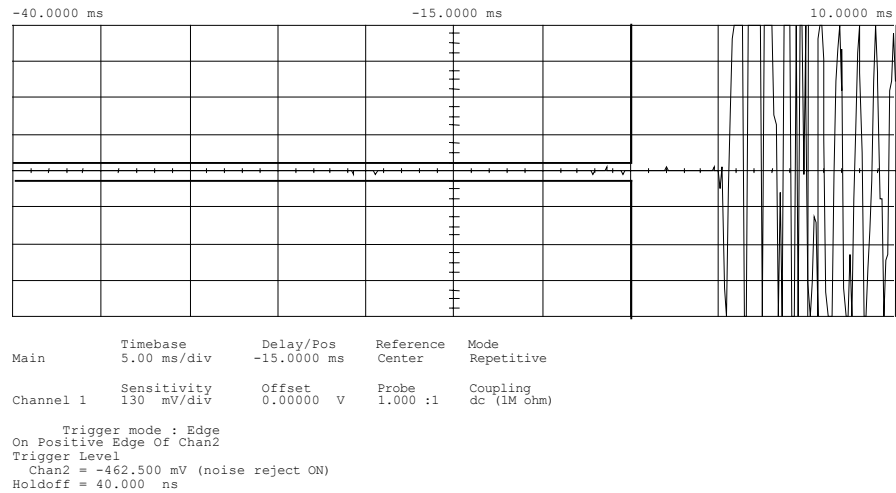 -40.0000 ms -15.0000 ms 10.0000 ms
Timebase Delay/Pos Reference Mode
Main 5.00 ms/div -15.0000 ms Center Repetitive
Sensitivity Offset Probe Coupling
Channel 1 130 mV/div 0.00000 V 1.000 :1 dc (1M ohm)
Trigger mode : Edge
On Positive Edge Of Chan2
Trigger Level
Chan2 = -462.500 mV (noise reject ON)
Holdoff = 40.000 ns